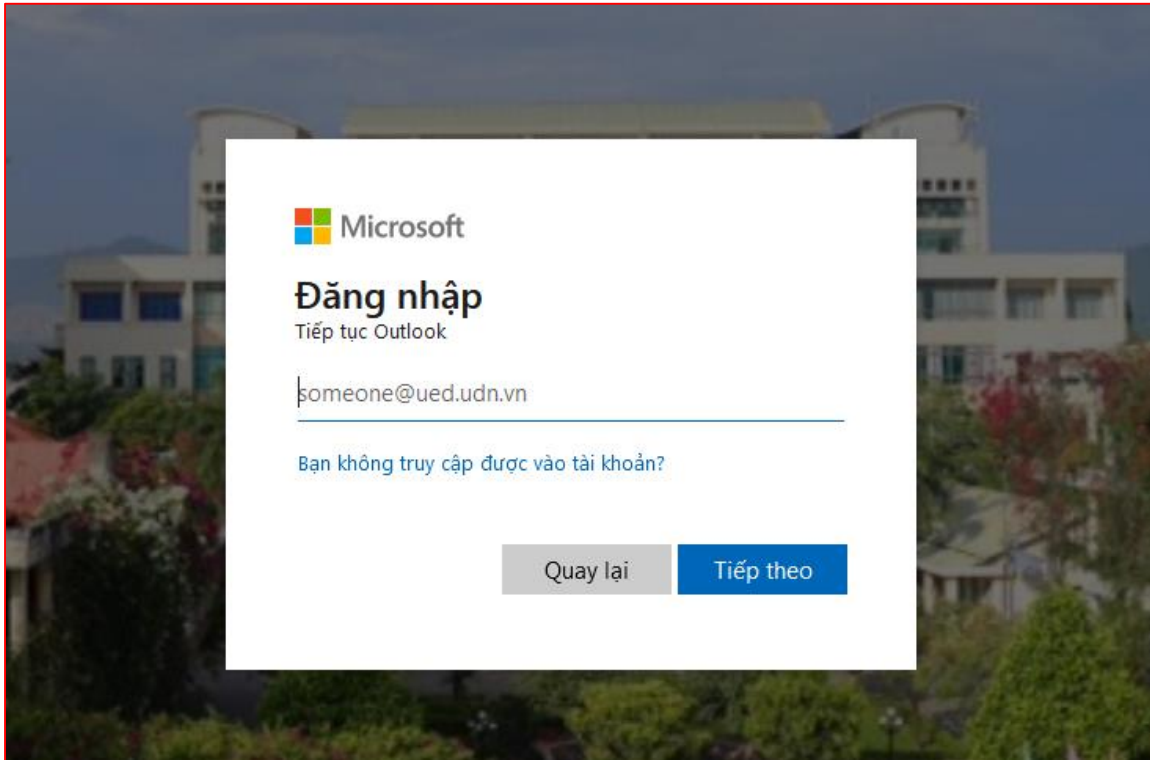 Microsoft
Đăng nhập
Tiếp tục Outlook
someone@ued.udn.vn
Bạn không truy cập được vào tài khoản?
Quay lại
Tiếp theo